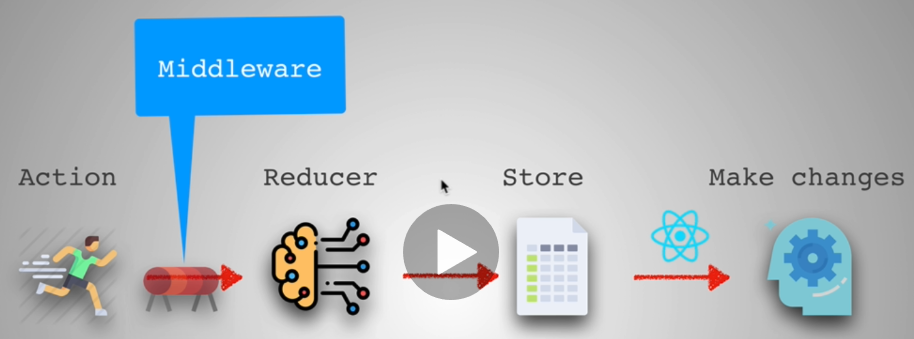 Middleware
Action
Reducer
Store
Make changes